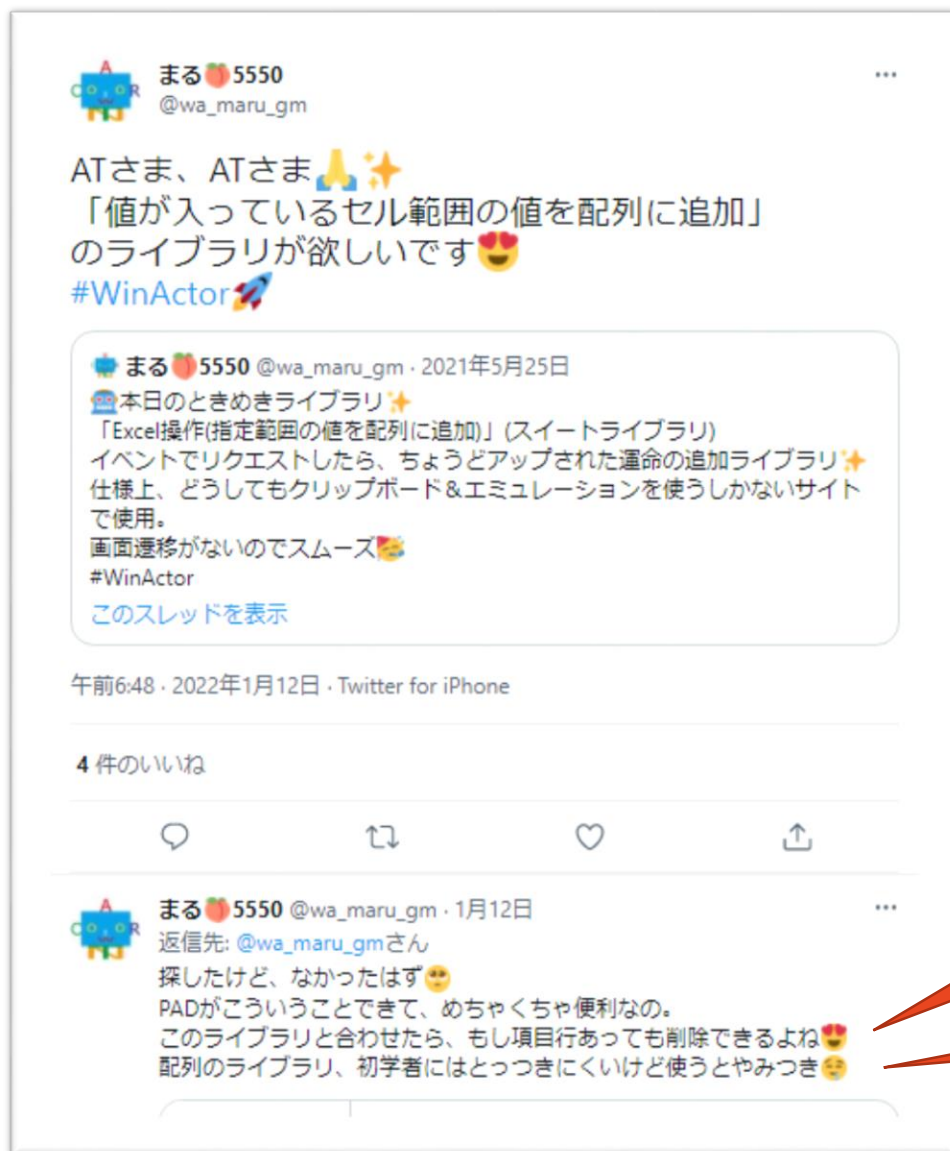 まる🍑5550
@wa_maru_gm
ATさま、ATさま🙏✨
「値が入っているセル範囲の値を配列に追加」
のライブラリが欲しいです😍
#WinActor🚀
まる🍑5550 @wa_maru_gm · 2021年5月25日
🤖本日のときめきライブラリ✨
「Excel操作(指定範囲の値を配列に追加)」(スイートライブラリ)
イベントでリクエストしたら、ちょうどアップされた運命の追加ライブラリ✨
仕様上、どうしてもクリップボード&エミュレーションを使うしかないサイト
で使用。
画面遷移がないのでスムーズ🥳
#WinActor
このスレッドを表示
午前6:48 · 2022年1月12日 · Twitter for iPhone
4 件のいいね
まる🍑5550 @wa_maru_gm · 1月12日
返信先: @wa_maru_gmさん
探したけど、なかったはず🥺
PADがこういうことできて、めちゃくちゃ便利なの。
このライブラリと合わせたら、もし項目行あっても削除できるよね😍
配列のライブラリ、初学者にはとっつきにくいけど使うとやみつき🤤